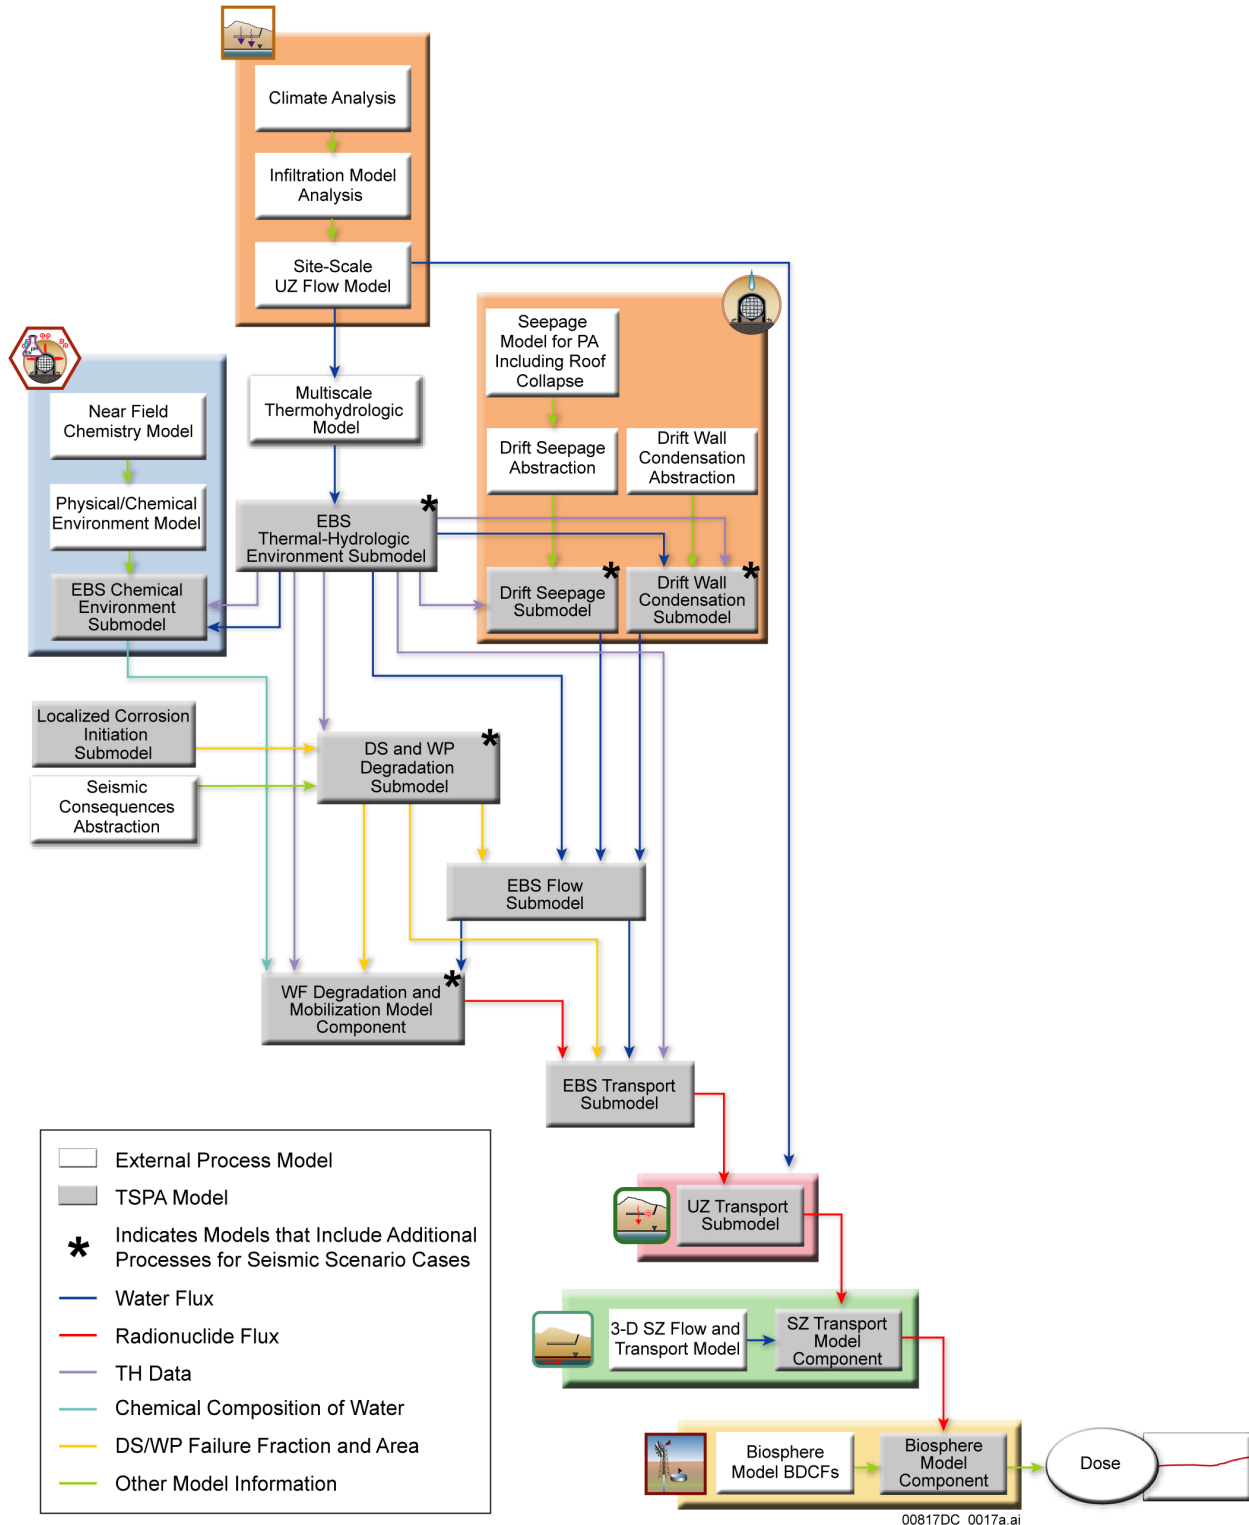 Climate Analysis
Infiltration Model
Analysis
Site-Scale
UZ Flow Model
Seepage
Model for PA
Including Roof
Collapse
Multiscale
Thermohydrologic
Model
Near Field
Chemistry Model
Drift Seepage
Abstraction
Drift Wall
Condensation
Abstraction
Physical/Chemical
Environment Model
EBS
Thermal-Hydrologic
Environment Submodel
*
EBS Chemical
Environment
Submodel
Drift Seepage
Submodel
*
Drift Wall
Condensation
Submodel
*
Localized Corrosion
Initiation
Submodel
DS and WP
Degradation
Submodel
*
Seismic
Consequences
Abstraction
EBS Flow
Submodel
WF Degradation and
Mobilization Model
Component
*
EBS Transport
Submodel
External Process Model
TSPA Model
* Indicates Models that Include Additional
Processes for Seismic Scenario Cases
Water Flux
Radionuclide Flux
TH Data
Chemical Composition of Water
DS/WP Failure Fraction and Area
Other Model Information
UZ Transport
Submodel
3-D SZ Flow and
Transport Model
SZ Transport
Model
Component
Biosphere
Model BDCFs
Biosphere
Model
Component
Dose
00817DC_0017a.ai